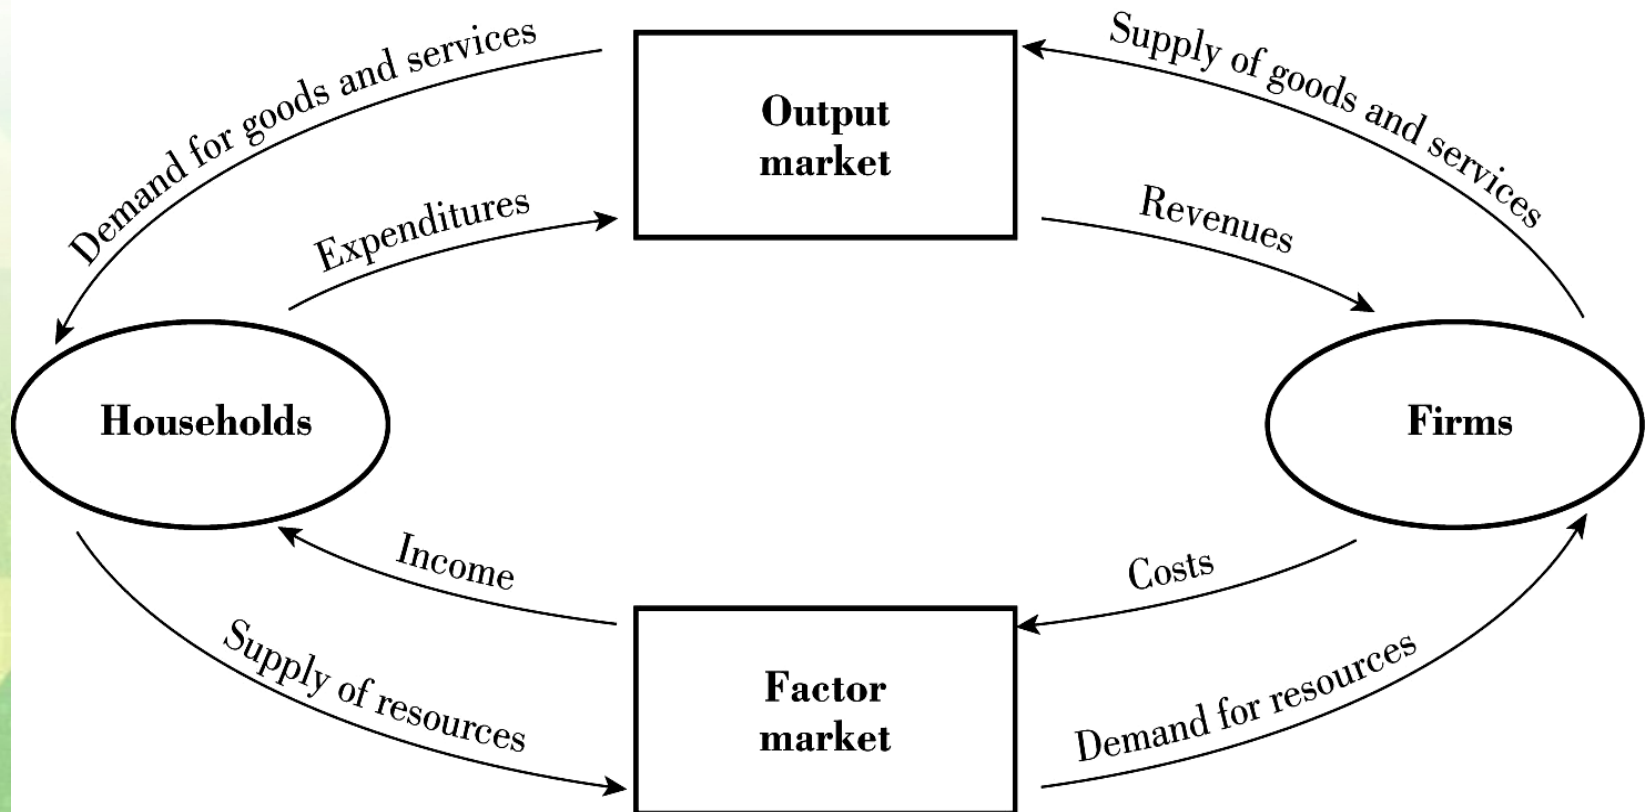 Demand for goods and services
Supply of goods and services
Output
market
Expenditures
Revenues
Households
Firms
Income
Costs
Supply of resources
Factor
market
Demand for resources